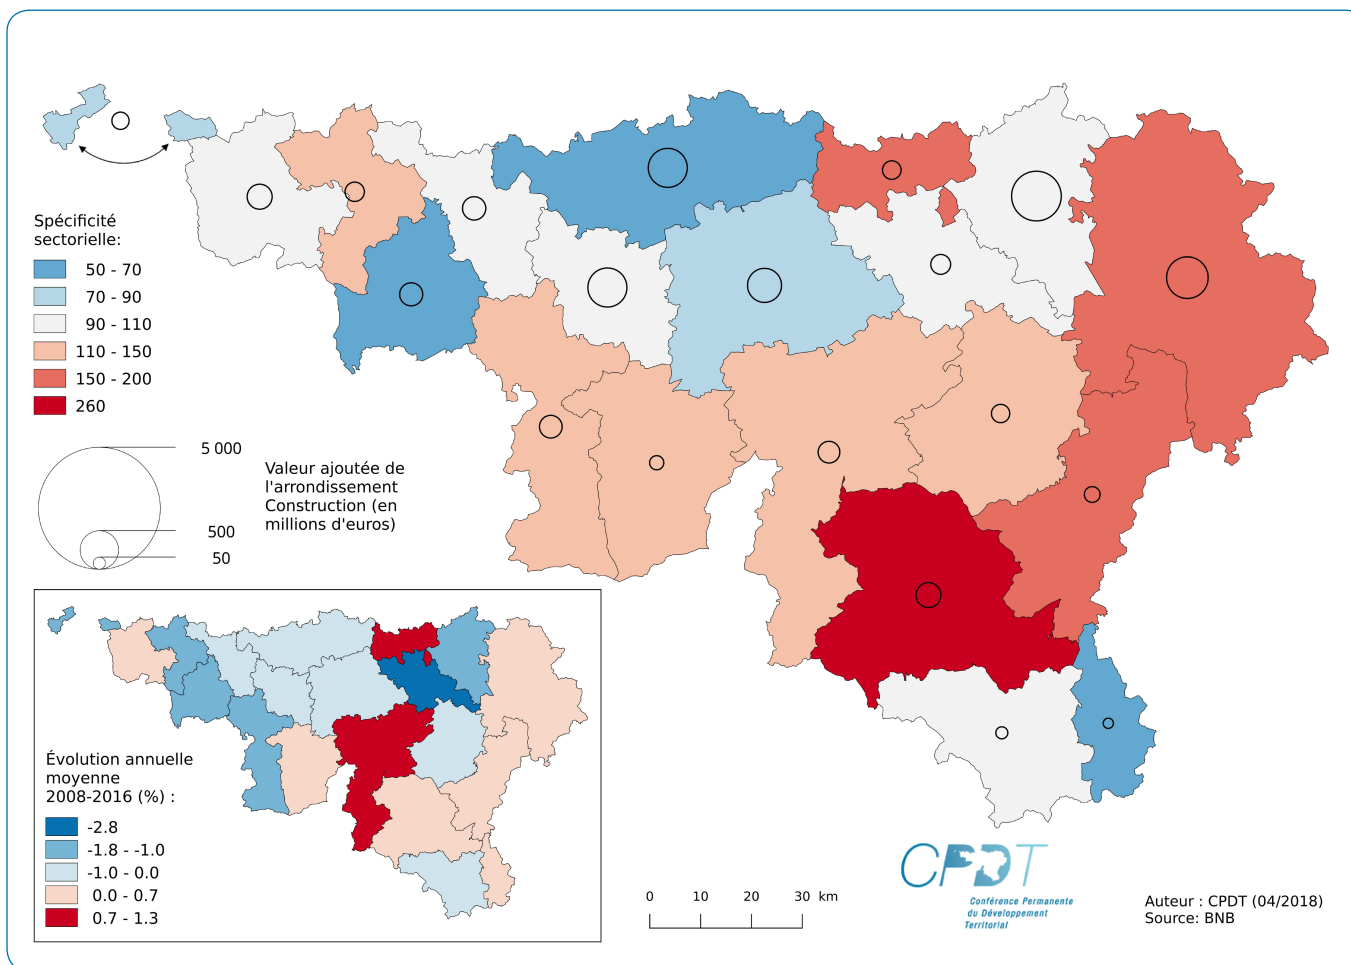 Spécificité
sectorielle:
50 - 70
70 - 90
90 - 110
110 - 150
150 - 200
260
5 000
500
50
Valeur ajoutée de
l'arrondissement
Construction (en
millions d'euros)
Évolution annuelle
moyenne
2008-2016 (%) :
-2.8
-1.8 - -1.0
-1.0 - 0.0
0.0 - 0.7
0.7 - 1.3
0 10 20 30 km
CPDT
Conférence Permanente
du Développement
Territorial
Auteur : CPDT (04/2018)
Source: BNB